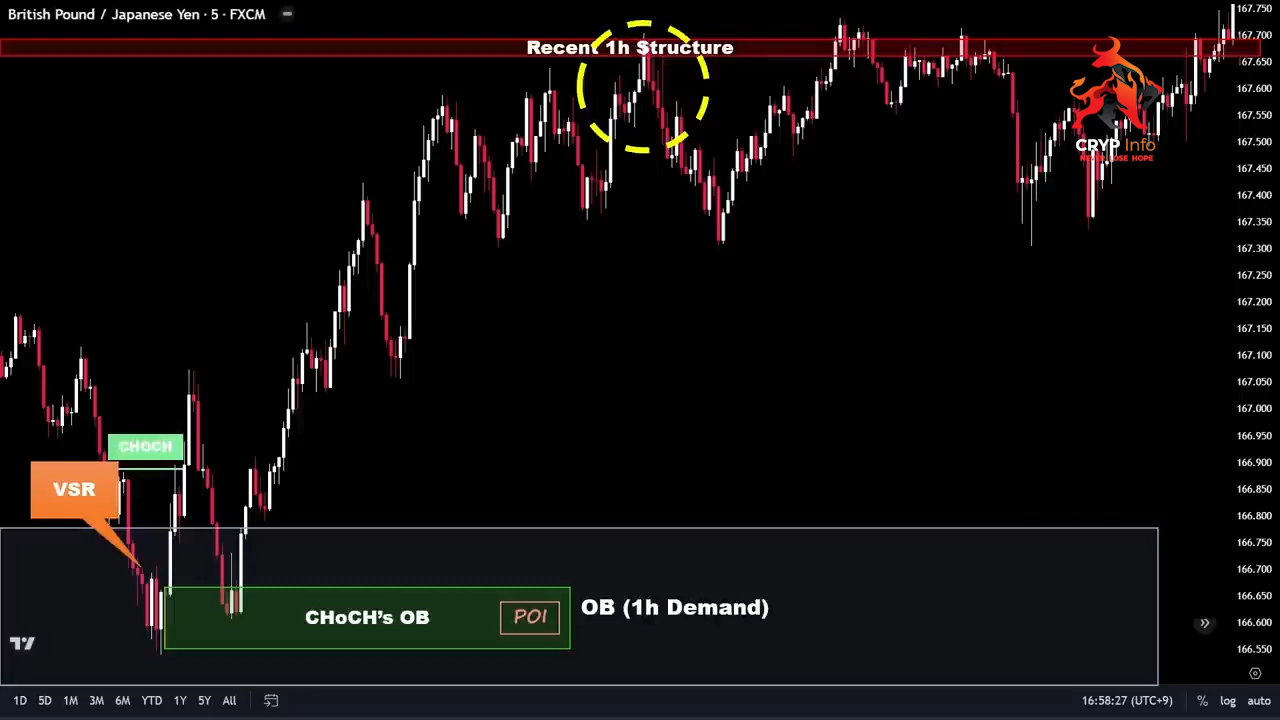 British Pound / Japanese Yen · 5 · FXCM
Recent 1h Structure
CRYP Info
NEVER LOSE HOPE
CHOCH
VSR
CHoCH's OB
POI
OB (1h Demand)
167.750
167.700
167.650
167.600
167.550
167.500
167.450
167.400
167.350
167.300
167.250
167.200
167.150
167.100
167.050
167.000
166.950
166.900
166.850
166.800
166.750
166.700
166.650
166.600
166.550
1D 5D 1M 3M 6M YTD 1Y 5Y All
16:58:27 (UTC+9) % log auto